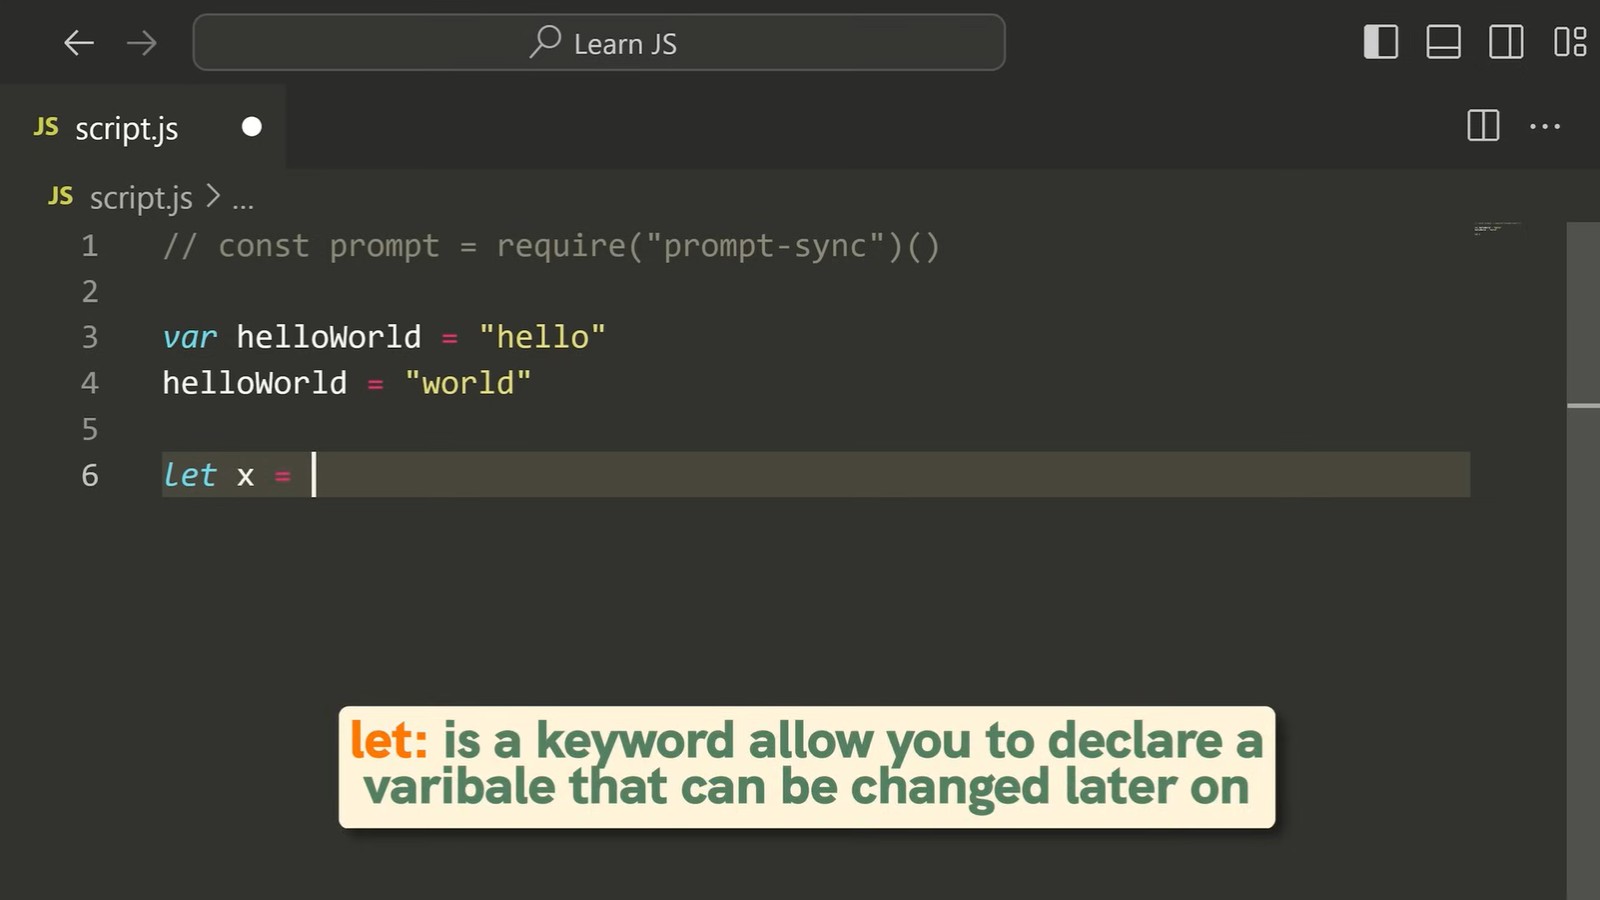 Learn JS
JS script.js
JS script.js > ...
1 // const prompt = require("prompt-sync")()
2
3 var helloWorld = "hello"
4 helloWorld = "world"
5
6 let x =
let: is a keyword allow you to declare a
varibale that can be changed later on